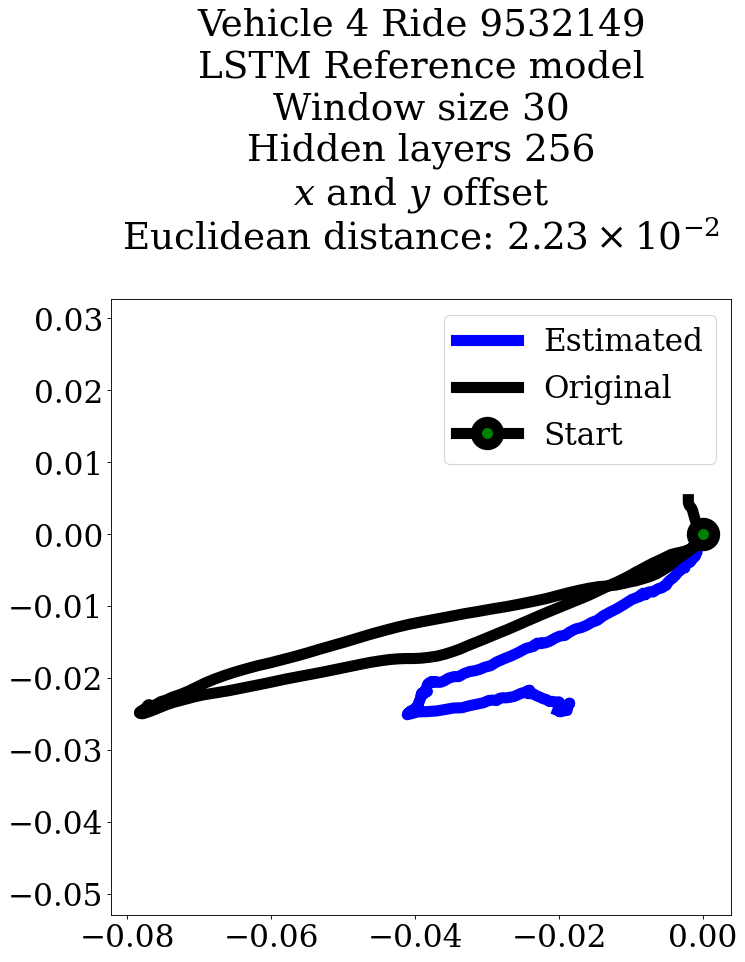 Vehicle 4 Ride 9532149
LSTM Reference model
Window size 30
Hidden layers 256
x and y offset
Euclidean distance: 2.23 × 10⁻²
Estimated
Original
Start
0.03
0.02
0.01
0.00
−0.01
−0.02
−0.03
−0.04
−0.05
−0.08 −0.06 −0.04 −0.02 0.00